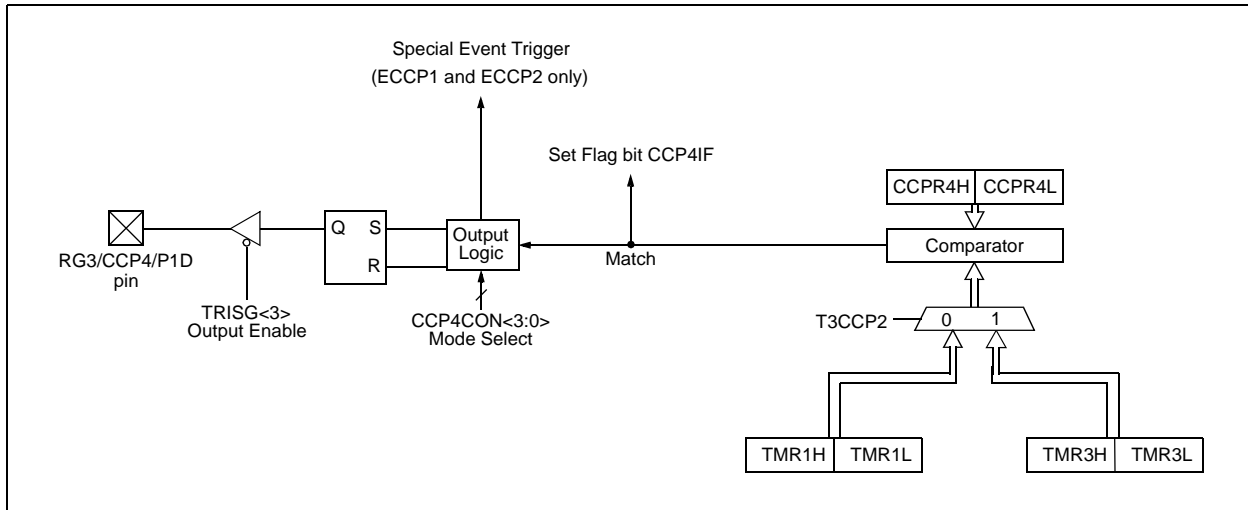 Special Event Trigger
(ECCP1 and ECCP2 only)
Set Flag bit CCP4IF
CCPR4H CCPR4L
Q S
R
Output
Logic
Comparator
Match
RG3/CCP4/P1D
pin
TRISG<3>
Output Enable
CCP4CON<3:0>
Mode Select
T3CCP2
0 1
TMR1H TMR1L
TMR3H TMR3L